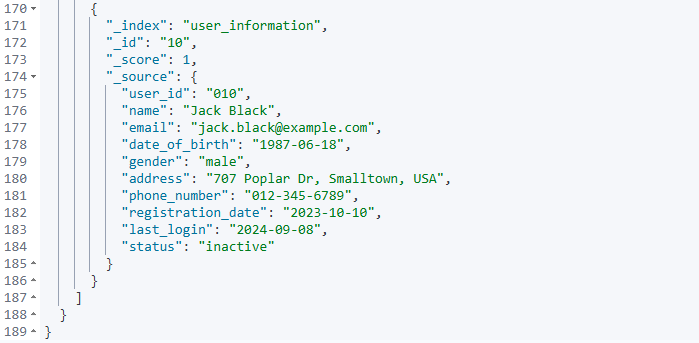 170 {
171 "_index": "user_information",
172 "_id": "10",
173 "_score": 1,
174 "_source": {
175 "user_id": "010",
176 "name": "Jack Black",
177 "email": "jack.black@example.com",
178 "date_of_birth": "1987-06-18",
179 "gender": "male",
180 "address": "707 Poplar Dr, Smalltown, USA",
181 "phone_number": "012-345-6789",
182 "registration_date": "2023-10-10",
183 "last_login": "2024-09-08",
184 "status": "inactive"
185 }
186 }
187 ]
188 }
189 }